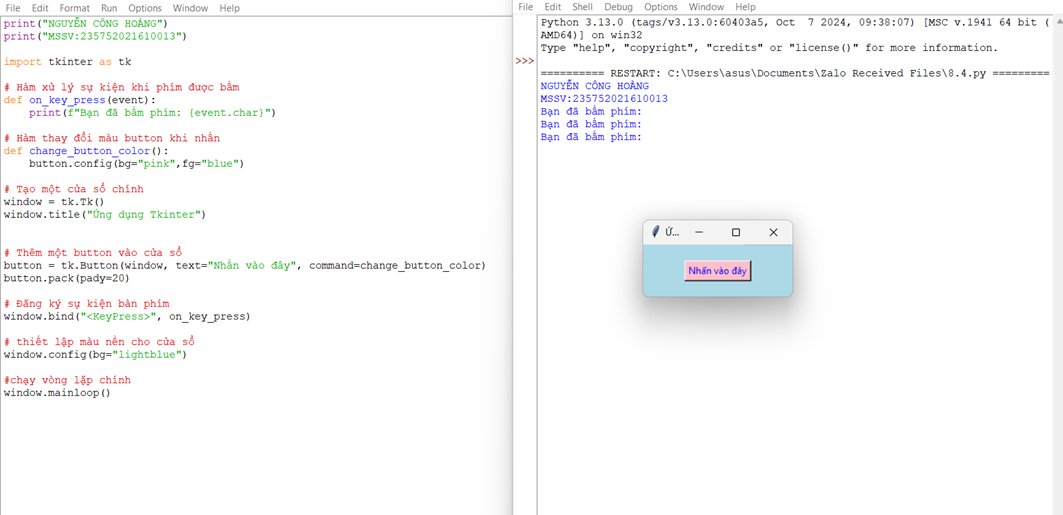 File Edit Format Run Options Window Help
print("NGUYỄN CÔNG HOÀNG")
print("MSSV:235752021610013")
import tkinter as tk
# Hàm xử lý sự kiện khi phím được bấm
def on_key_press(event):
    print(f"Bạn đã bấm phím: {event.char}")
# Hàm thay đổi màu button khi nhấn
def change_button_color():
    button.config(bg="pink",fg="blue")
# Tạo một cửa sổ chính
window = tk.Tk()
window.title("Ứng dụng Tkinter")
# Thêm một button vào cửa sổ
button = tk.Button(window, text="Nhấn vào đây", command=change_button_color)
button.pack(pady=20)
# Đăng ký sự kiện bàn phím
window.bind("<KeyPress>", on_key_press)
# thiết lập màu nền cho cửa sổ
window.config(bg="lightblue")
#chạy vòng lặp chính
window.mainloop()
File Edit Shell Debug Options Window Help
Python 3.13.0 (tags/v3.13.0:60403a5, Oct  7 2024, 09:38:07) [MSC v.1941 64 bit (
AMD64)] on win32
Type "help", "copyright", "credits" or "license()" for more information.
>>>
========== RESTART: C:\Users\asus\Documents\Zalo Received Files\8.4.py =========
NGUYỄN CÔNG HOÀNG
MSSV:235752021610013
Bạn đã bấm phím:
Bạn đã bấm phím:
Bạn đã bấm phím:
Ứ...
Nhấn vào đây